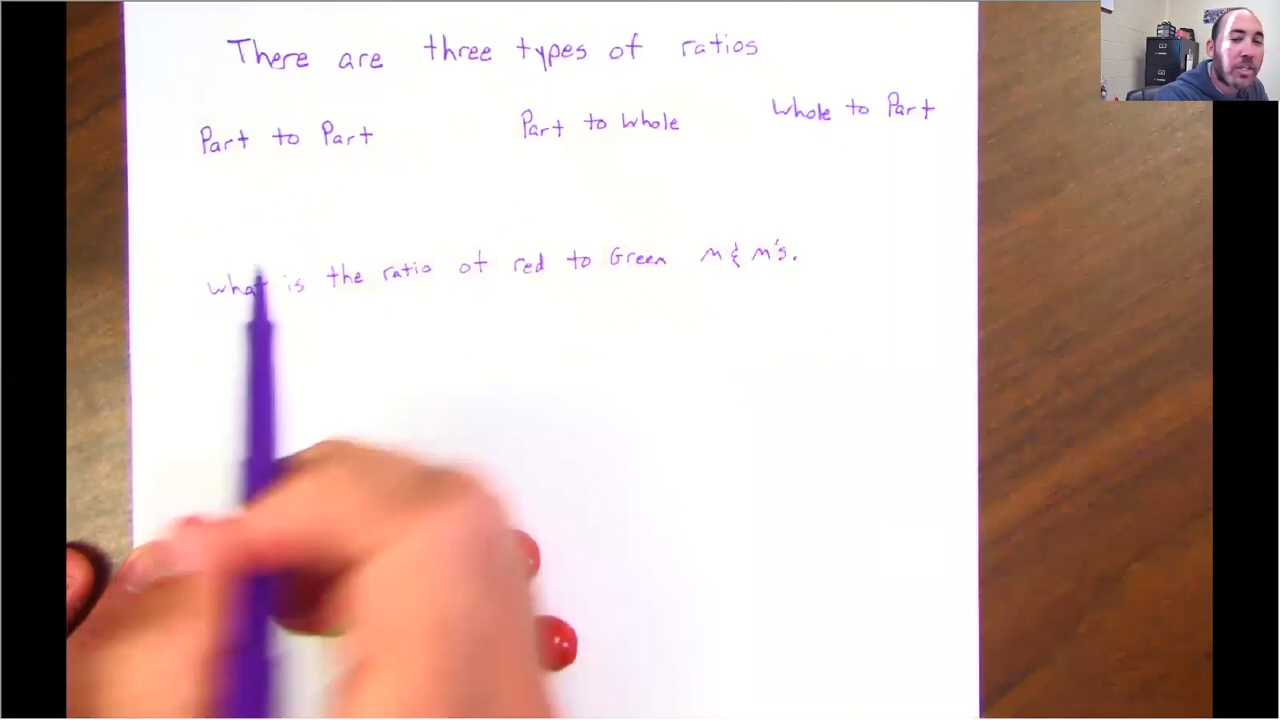 There are three types of ratios
Part to Part Part to Whole Whole to Part
What is the ratio of red to Green M & M's.